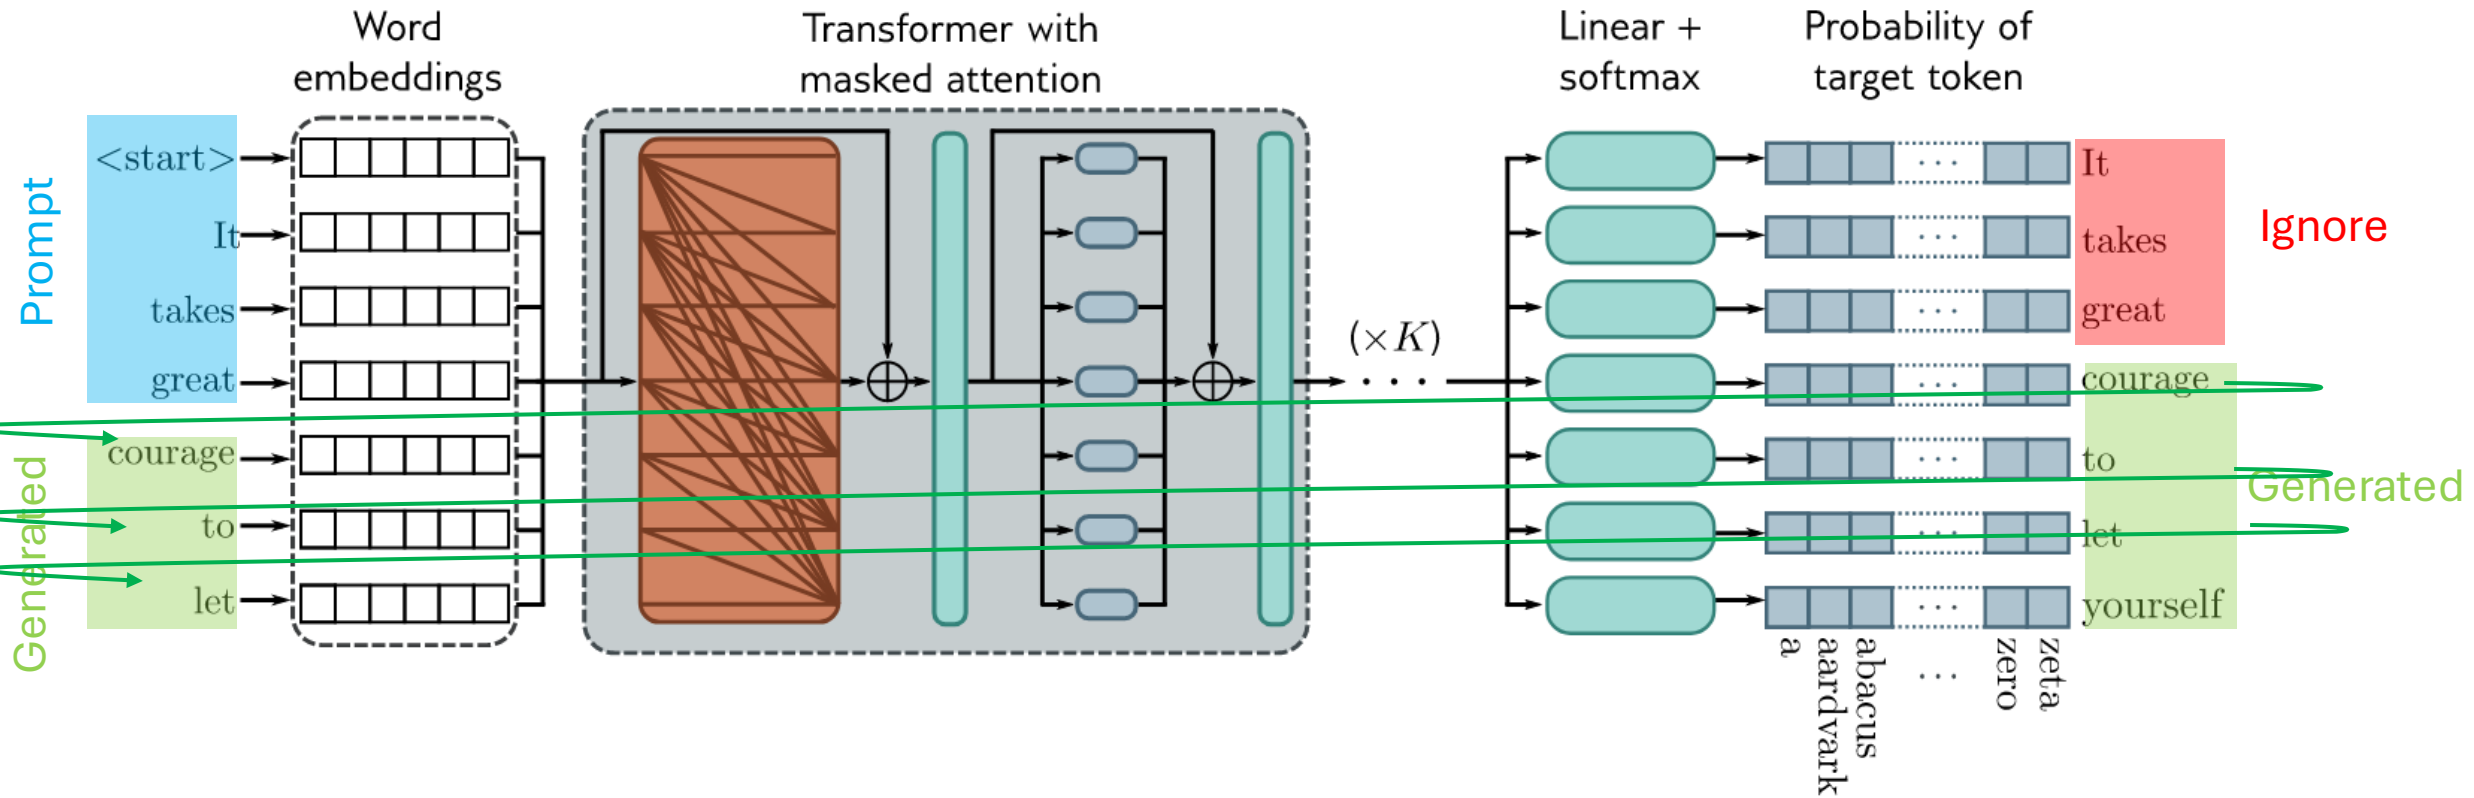 Word
embeddings
Transformer with
masked attention
Linear +
softmax
Probability of
target token
Prompt
<start>
It
takes
great
Generated
courage
to
let
(×K)
...
It
takes
great
Ignore
courage
to
let
yourself
Generated
a
aardvark
abacus
...
zero
zeta